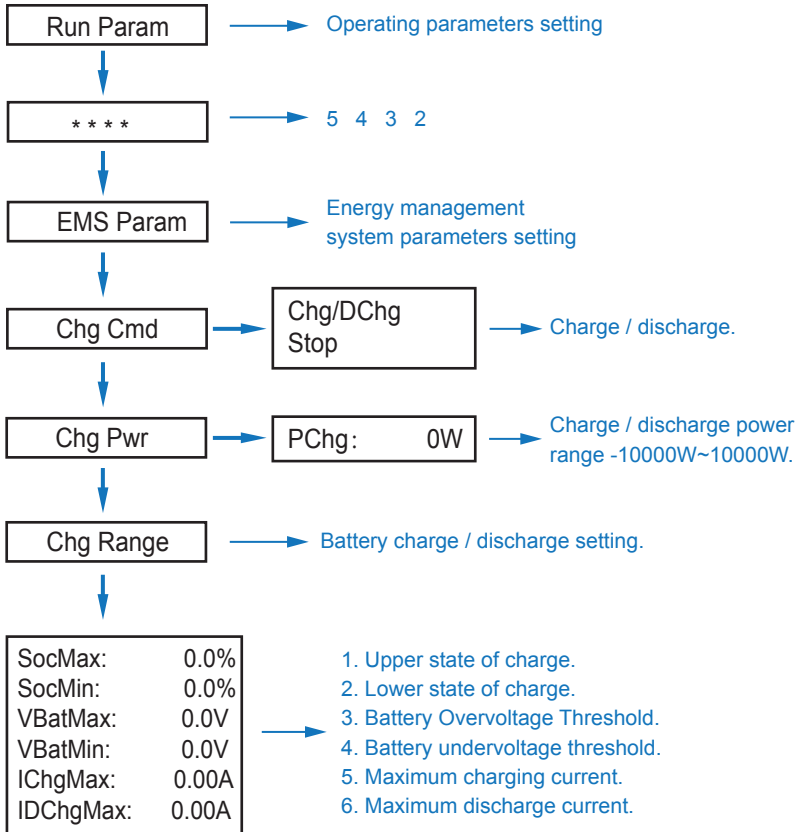 Run Param
Operating parameters setting
* * * *
5 4 3 2
EMS Param
Energy management
system parameters setting
Chg Cmd
Chg/DChg
Stop
Charge / discharge.
Chg Pwr
PChg: 0W
Charge / discharge power
range -10000W~10000W.
Chg Range
Battery charge / discharge setting.
SocMax: 0.0%
SocMin: 0.0%
VBatMax: 0.0V
VBatMin: 0.0V
IChgMax: 0.00A
IDChgMax: 0.00A
1. Upper state of charge.
2. Lower state of charge.
3. Battery Overvoltage Threshold.
4. Battery undervoltage threshold.
5. Maximum charging current.
6. Maximum discharge current.